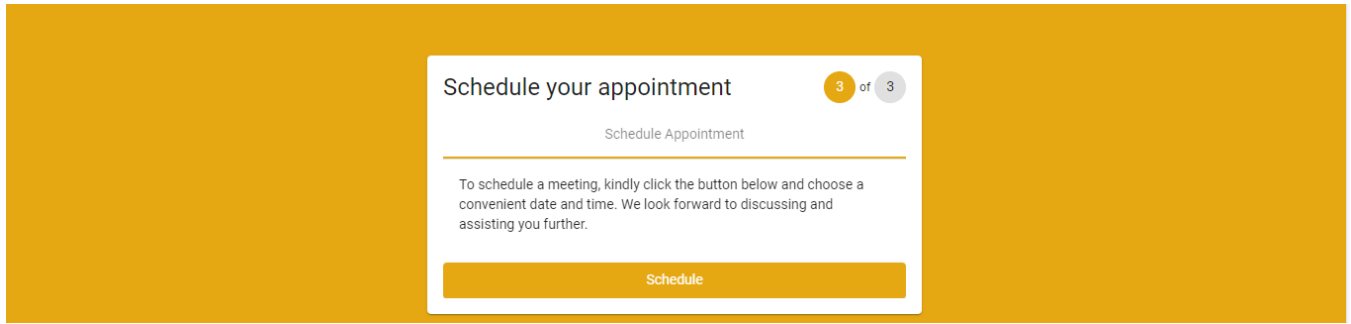 Schedule your appointment
3 of 3
Schedule Appointment
To schedule a meeting, kindly click the button below and choose a
convenient date and time. We look forward to discussing and
assisting you further.
Schedule